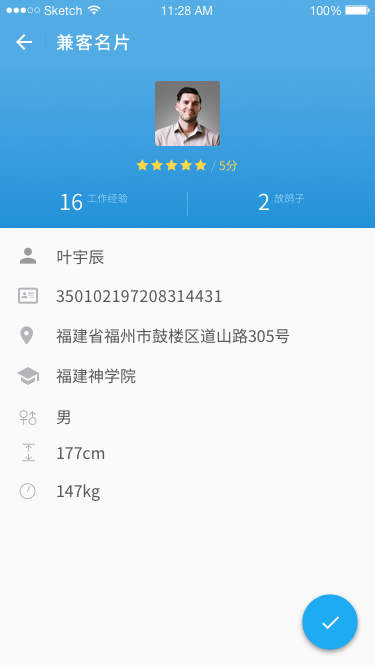 Sketch 11:28 AM 100%
兼客名片
/ 5分
16 工作经验 2 放鸽子
叶宇辰
350102197208314431
福建省福州市鼓楼区道山路305号
福建神学院
男
177cm
147kg